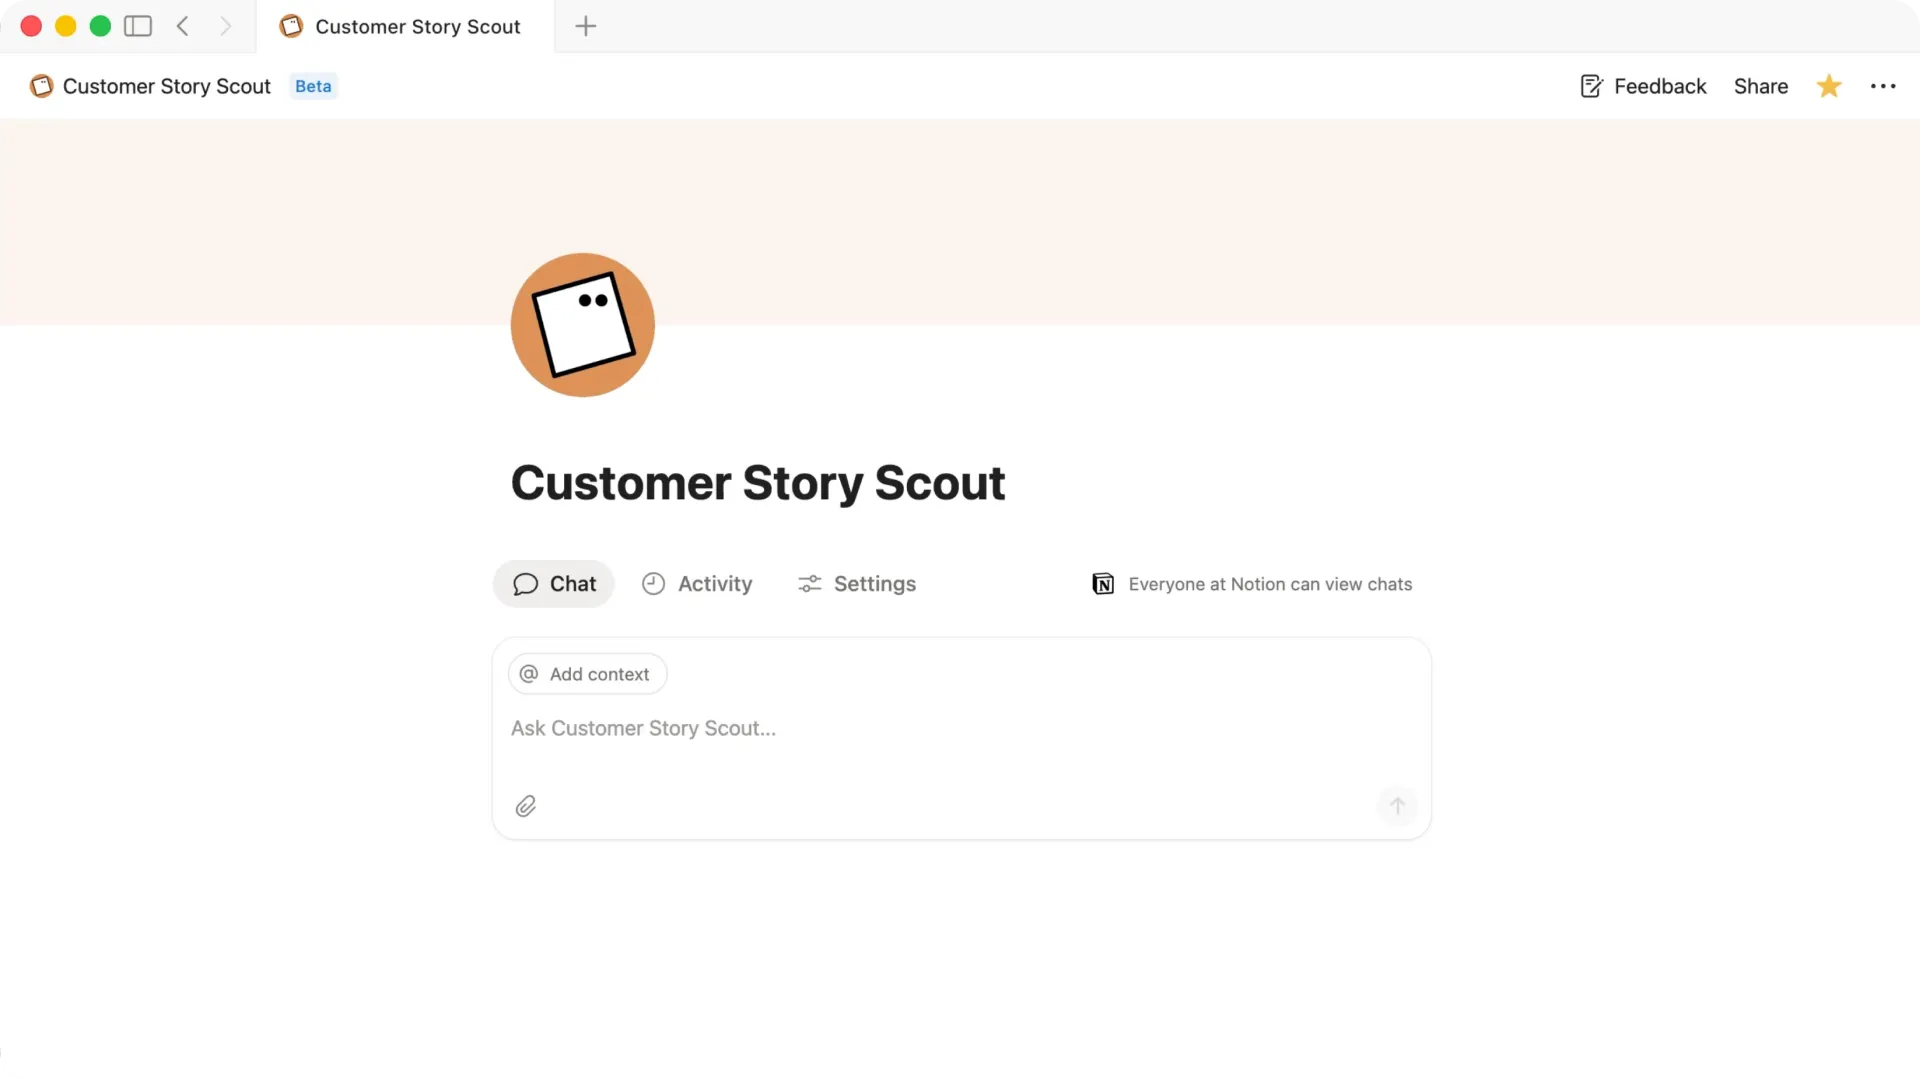 Customer Story Scout
Customer Story Scout Beta Feedback Share
Customer Story Scout
Chat Activity Settings Everyone at Notion can view chats
@ Add context
Ask Customer Story Scout...